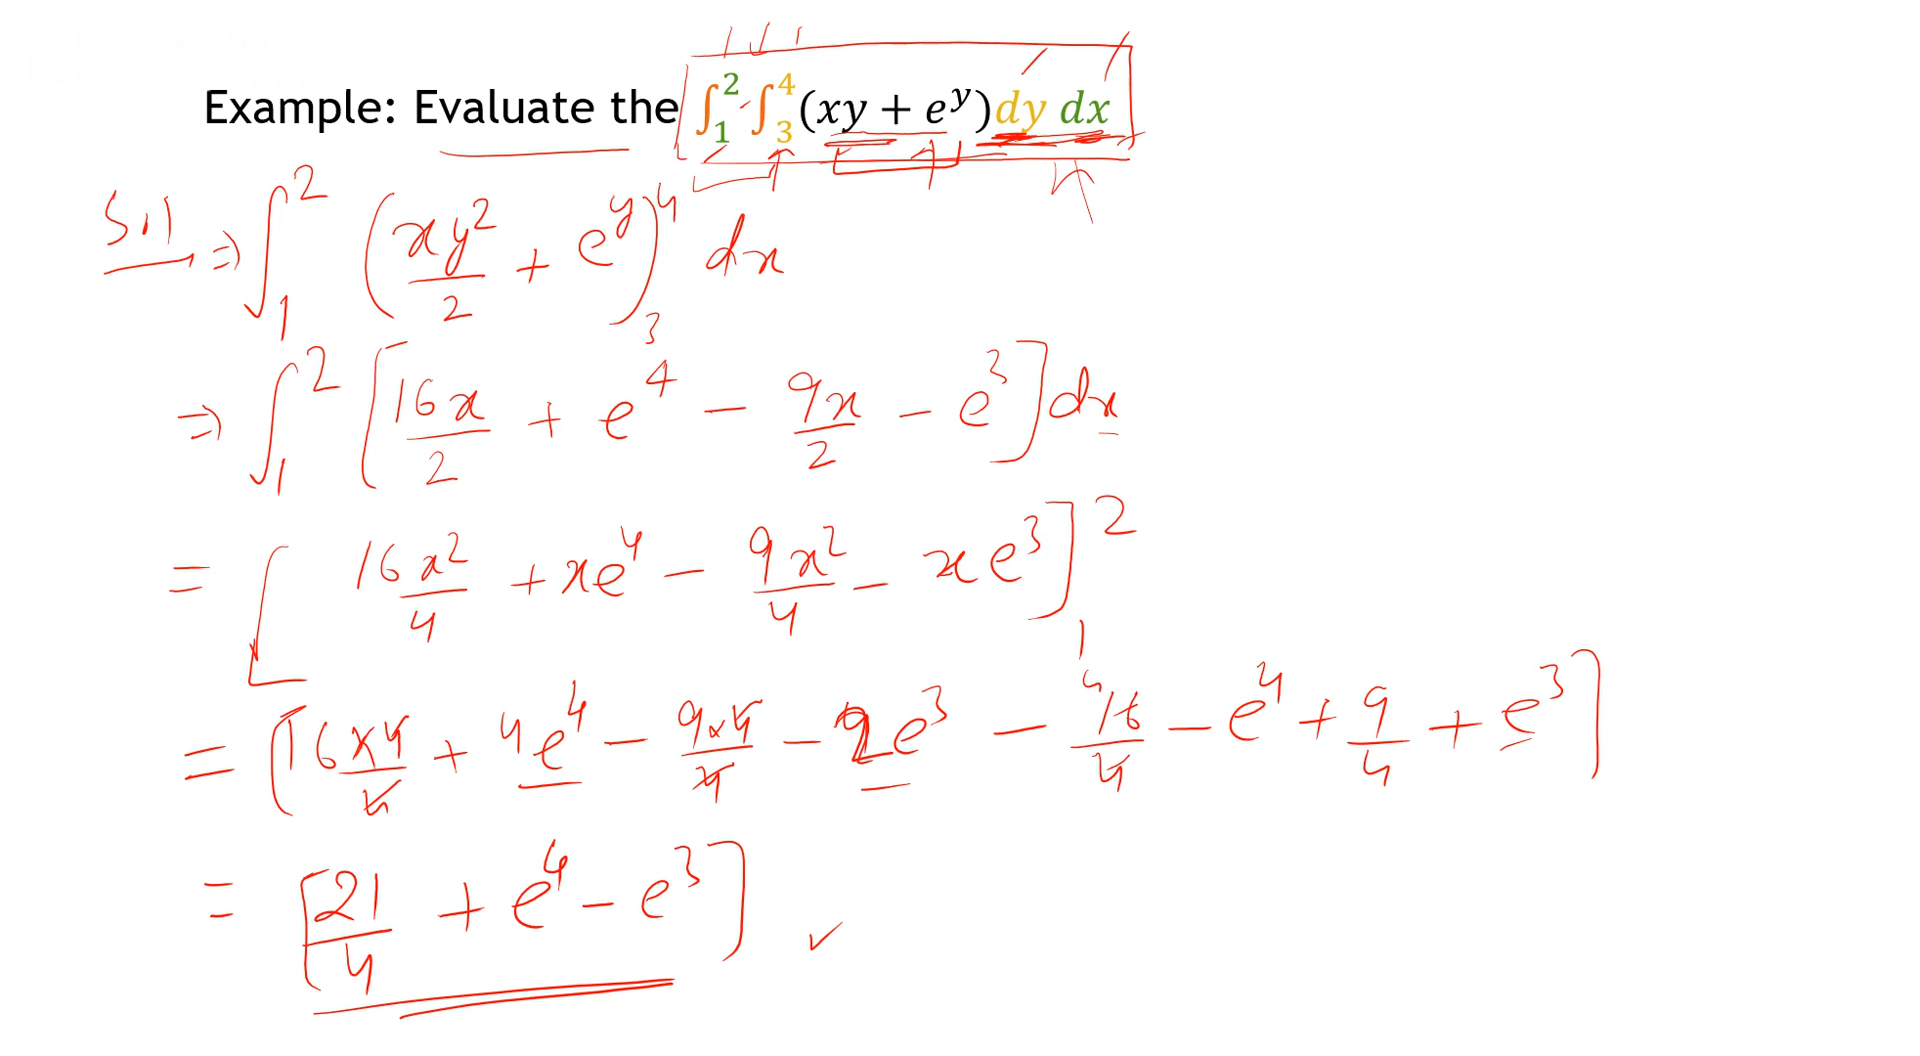 Example: Evaluate the ∫₁² ∫₃⁴ (xy + e^y) dy dx
Sol ⇒ ∫₁² (xy²/2 + e^y)₃⁴ dx
⇒ ∫₁² [16x/2 + e⁴ − 9x/2 − e³] dx
= [16x²/4 + xe⁴ − 9x²/4 − xe³]₁²
= [16×4/4 + 4e⁴ − 9×4/4 − 2e³ − 16/4 − e⁴ + 9/4 + e³]
= [21/4 + e⁴ − e³] ✓